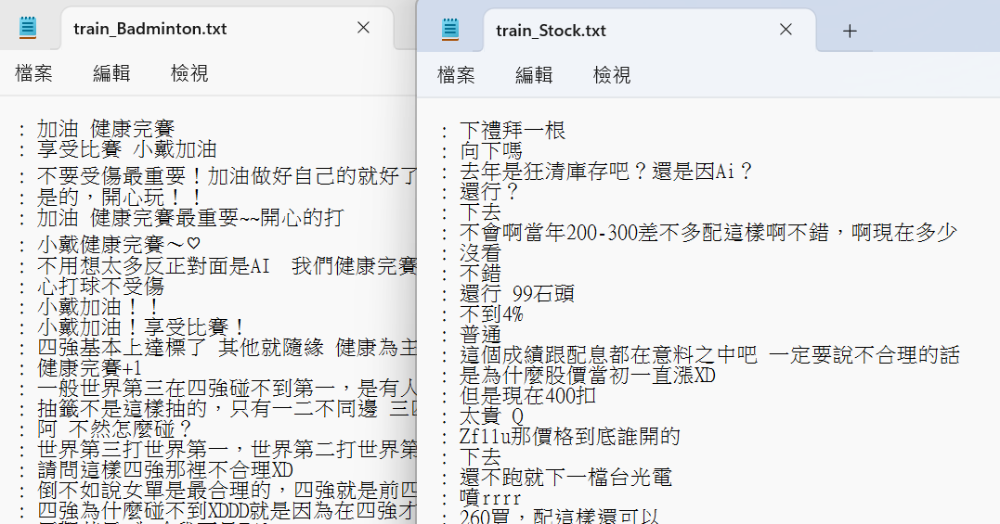 train_Badminton.txt
檔案 編輯 檢視
: 加油 健康完賽
: 享受比賽 小戴加油
: 不要受傷最重要！加油做好自己的就好了
: 是的，開心玩！！
: 加油 健康完賽最重要~~開心的打
: 小戴健康完賽～♡
: 不用想太多反正對面是AI　我們健康完賽
: 心打球不受傷
: 小戴加油！！
: 小戴加油！享受比賽！
: 四強基本上達標了 其他就隨緣 健康為主
: 健康完賽+1
: 一般世界第三在四強碰不到第一，是有人
: 抽籤不是這樣抽的，只有一二不同邊 三四
: 阿 不然怎麼碰？
: 世界第三打世界第一，世界第二打世界第
: 請問這樣四強那裡不合理XD
: 倒不如說女單是最合理的，四強就是前四
: 四強為什麼碰不到XDDD就是因為在四強才
train_Stock.txt
檔案 編輯 檢視
: 下禮拜一根
: 向下嗎
: 去年是狂清庫存吧？還是因Ai？
: 還行？
: 下去
: 不會啊當年200-300差不多配這樣啊不錯，啊現在多少
: 沒看
: 不錯
: 還行 99石頭
: 不到4%
: 普通
: 這個成績跟配息都在意料之中吧 一定要說不合理的話
: 是為什麼股價當初一直漲XD
: 但是現在400扣
: 太貴 Q
: Zfllu那價格到底誰開的
: 下去
: 還不跑就下一檔台光電
: 噴rrrr
: 260買，配這樣還可以